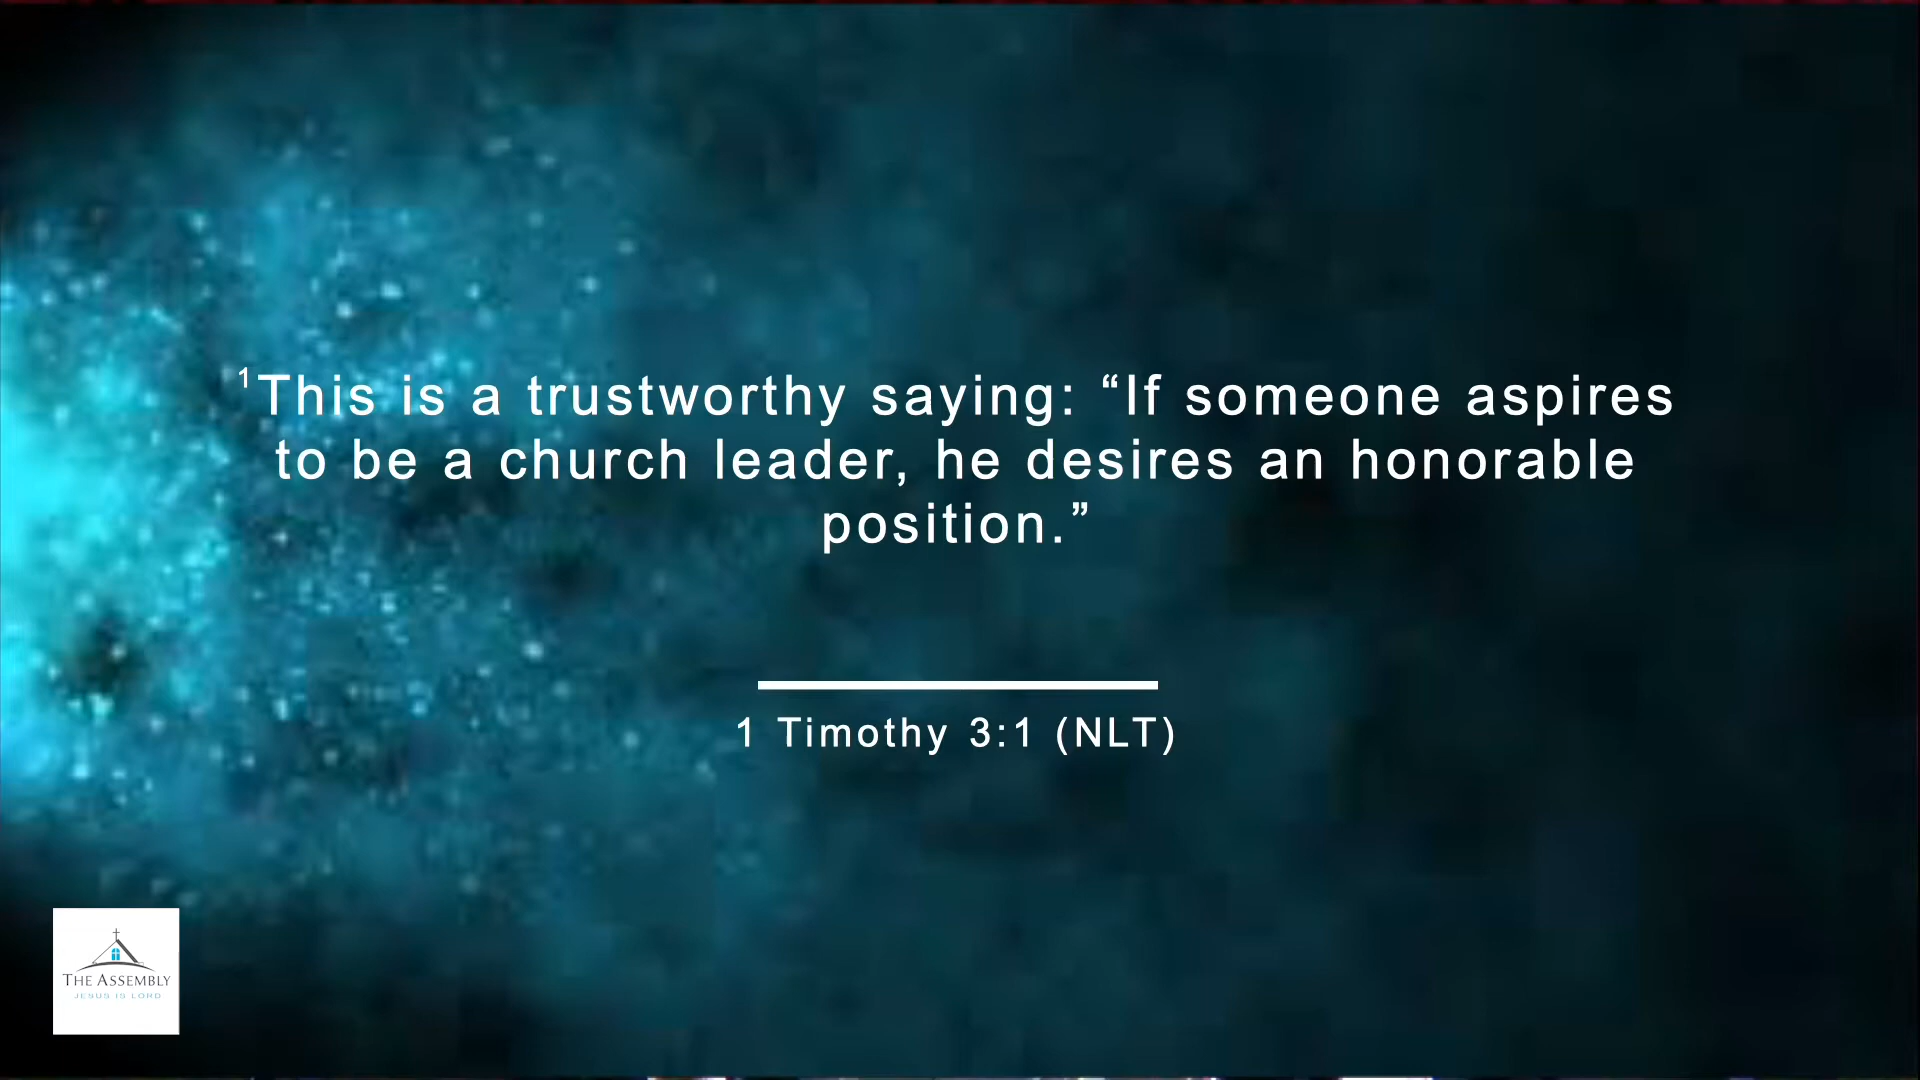 ¹This is a trustworthy saying: “If someone aspires
to be a church leader, he desires an honorable
position.”
1 Timothy 3:1 (NLT)
THE ASSEMBLY
JESUS IS LORD